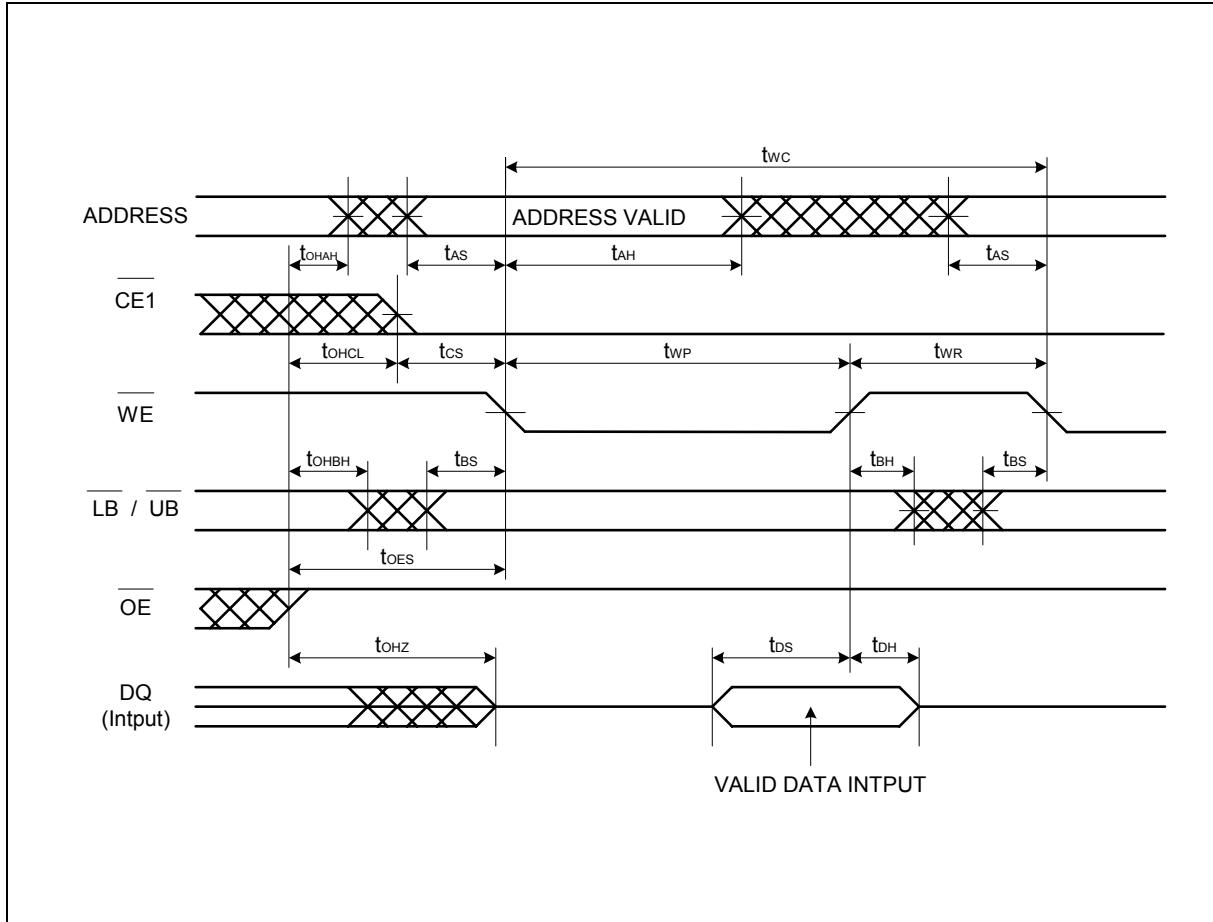 tWC
ADDRESS
ADDRESS VALID
tOHAH
tAS
tAH
tAS
CE1
tOHCL
tCS
tWP
tWR
WE
tOHBH
tBS
tBH
tBS
LB / UB
tOES
OE
tOHZ
tDS
tDH
DQ
(Intput)
VALID DATA INTPUT